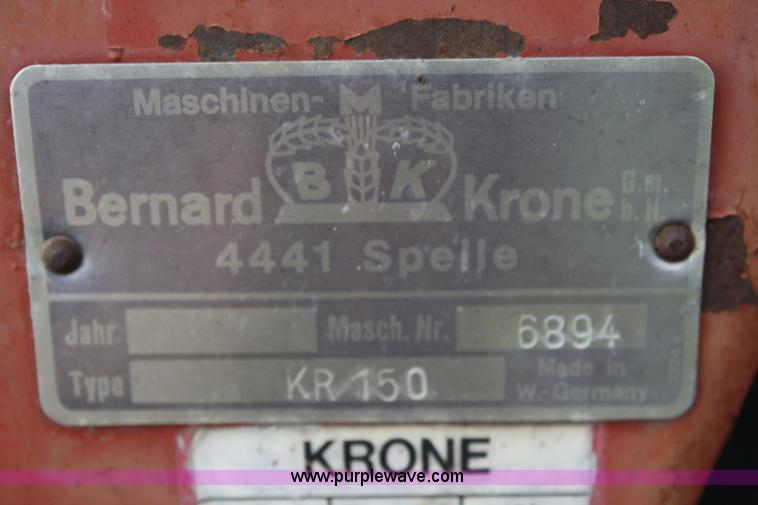 Maschinen- M Fabriken
B K
Bernard Krone G.m.b.H.
4441 Spelle
Jahr Masch. Nr. 6894
Type KR 150 Made in W.-Germany
KRONE
www.purplewave.com